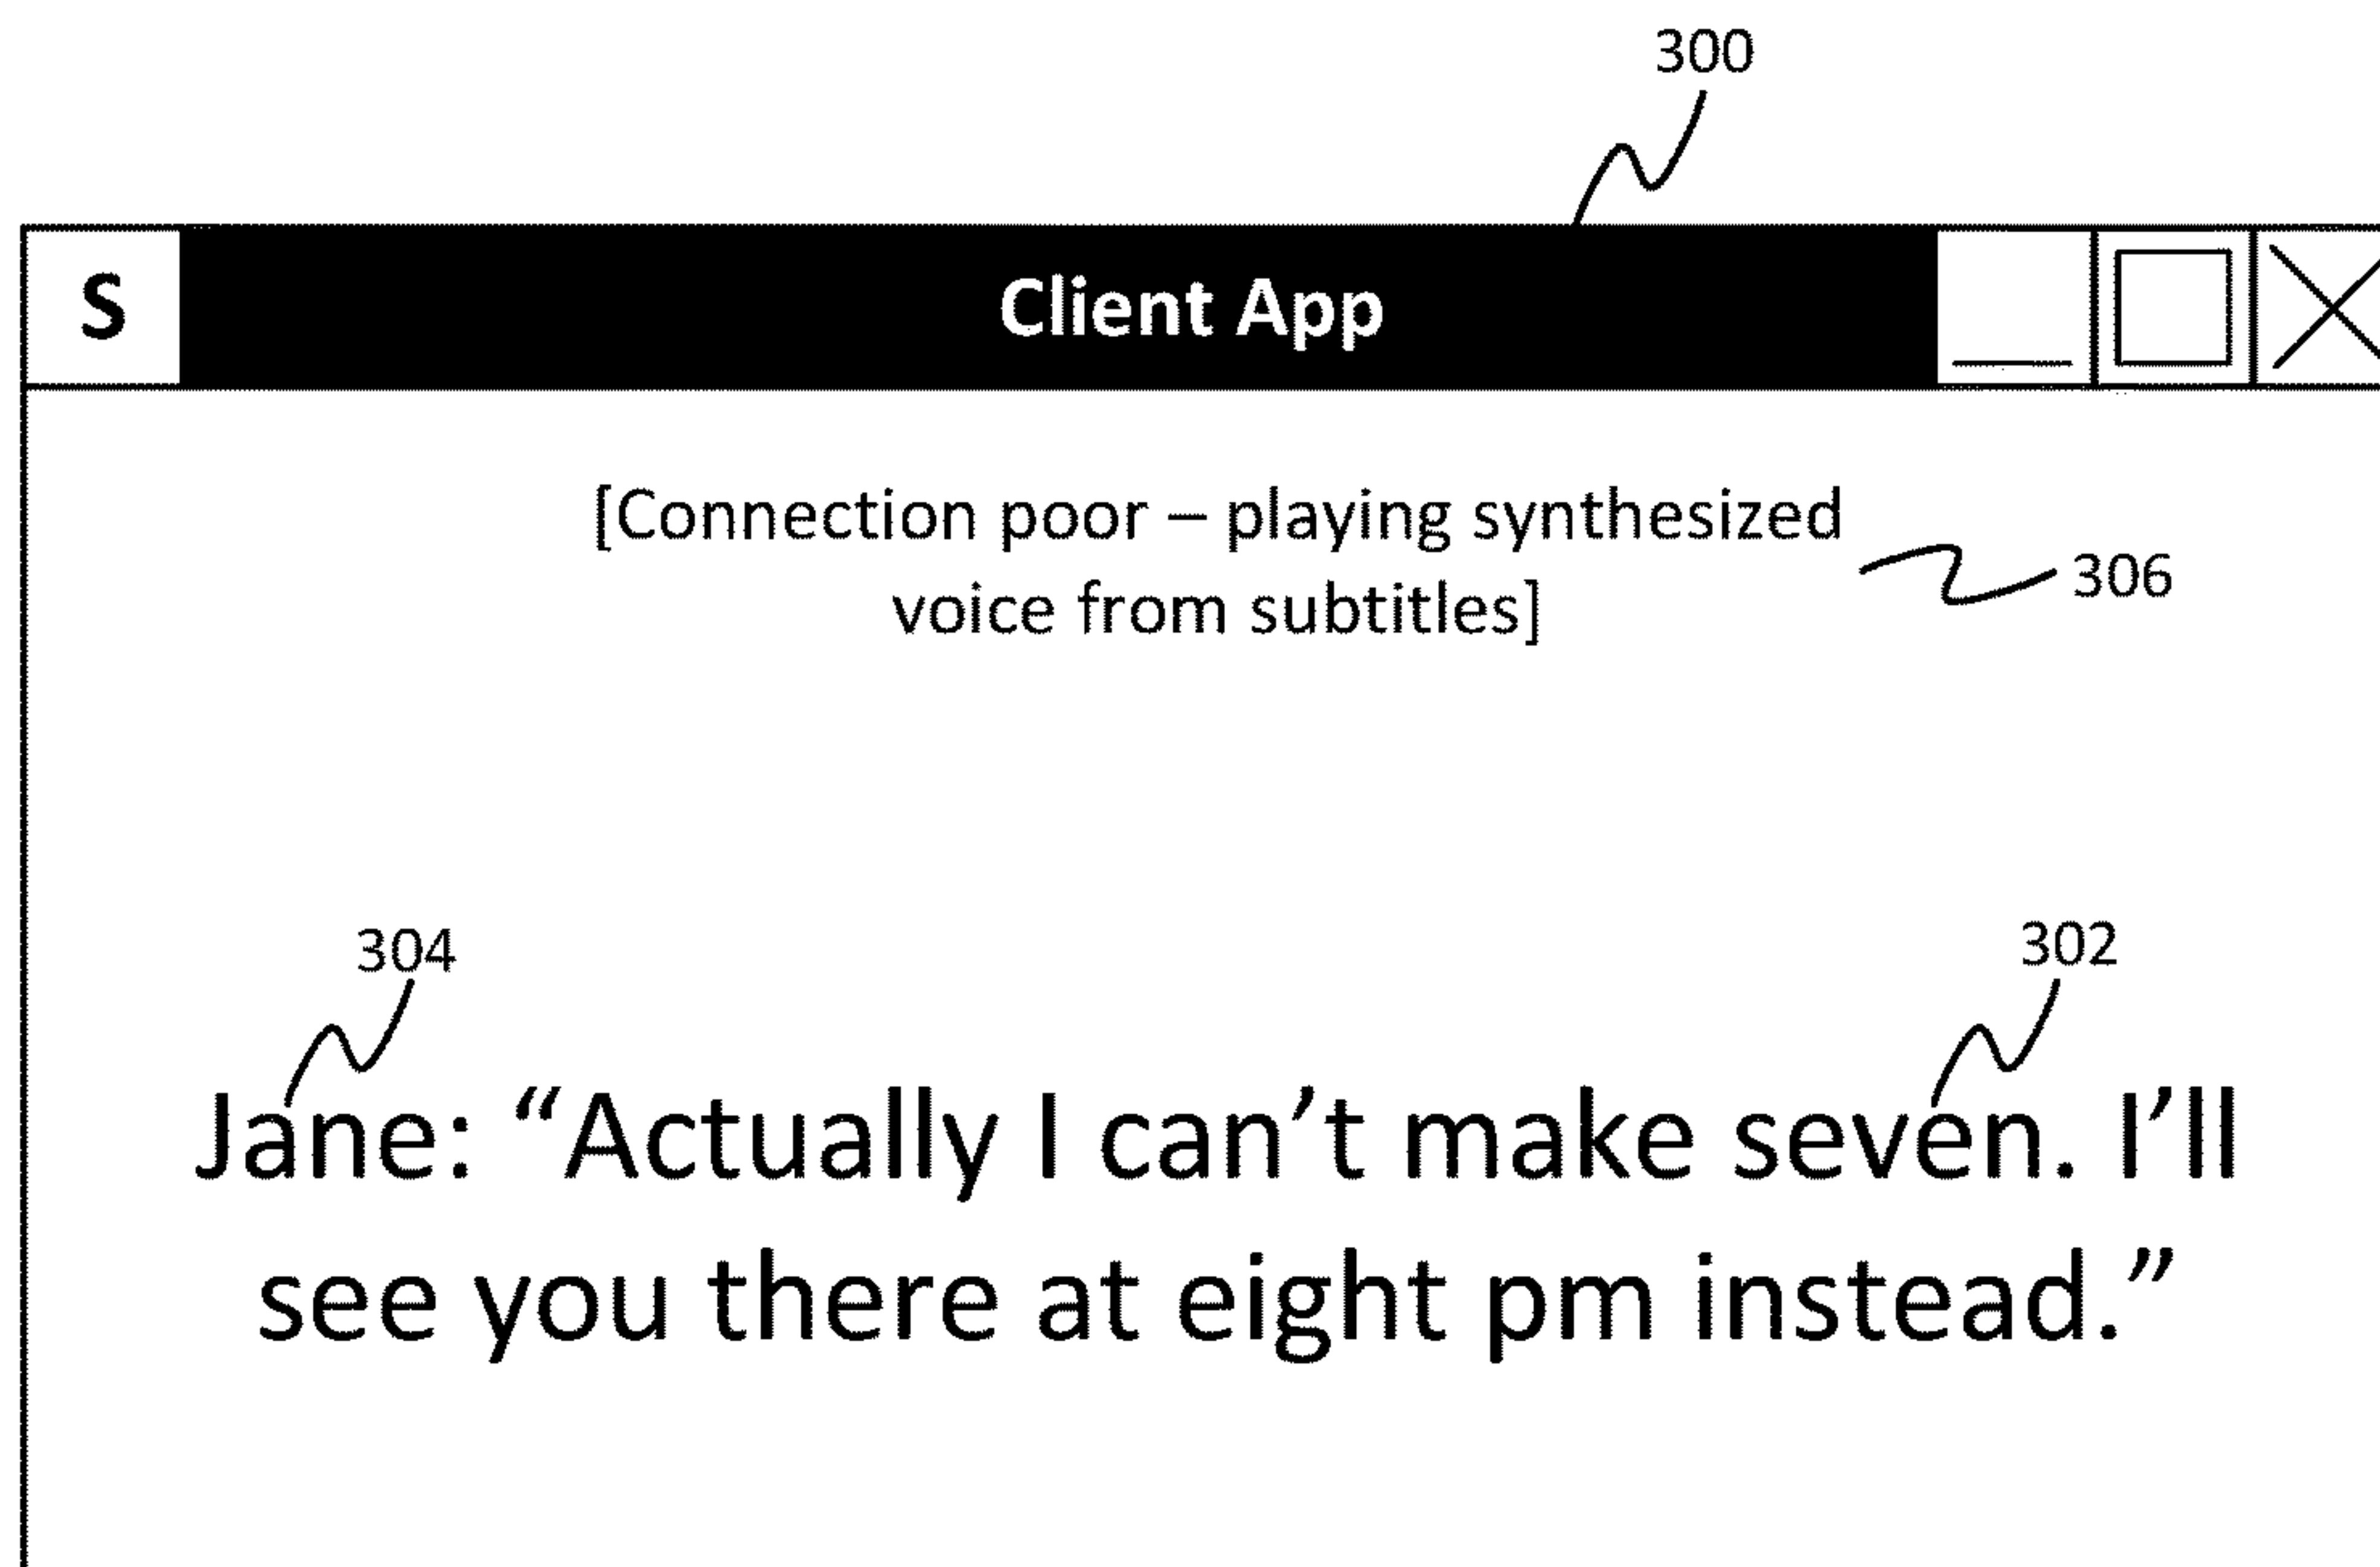 300
S Client App
[Connection poor – playing synthesized
306
voice from subtitles]
304 302
Jane: “Actually I can’t make seven. I’ll
see you there at eight pm instead.”